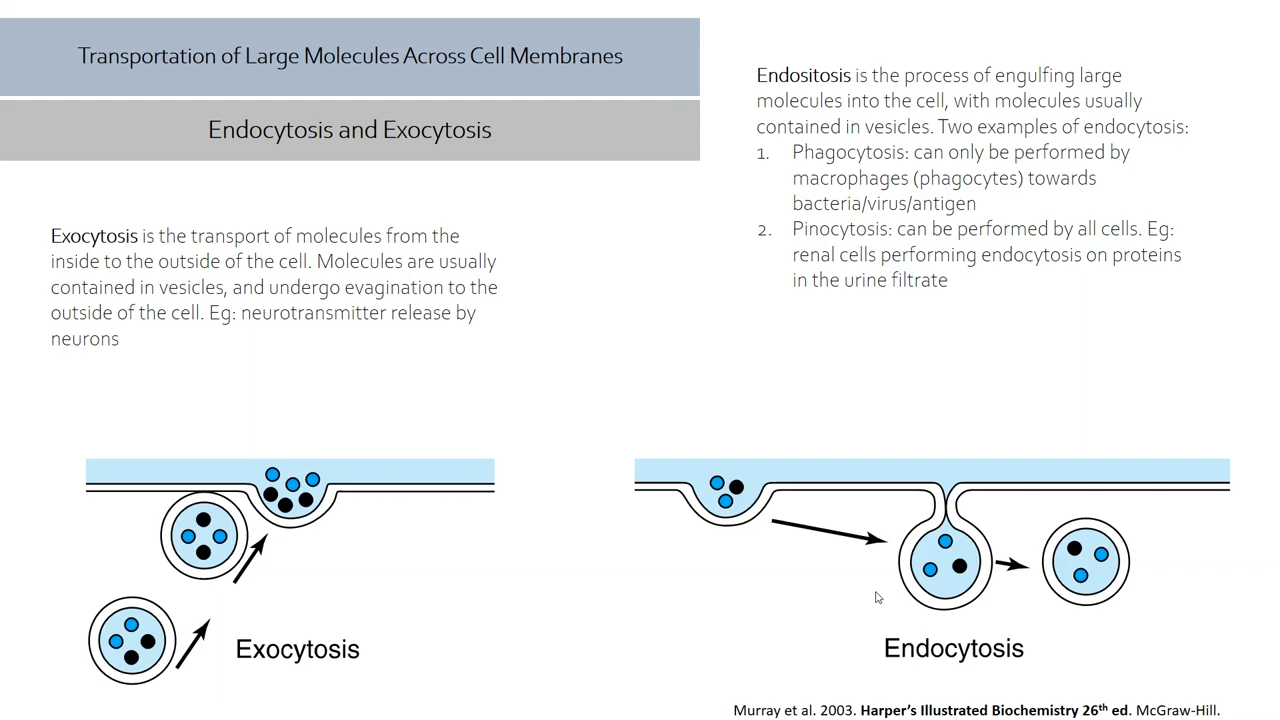 Transportation of Large Molecules Across Cell Membranes
Endocytosis and Exocytosis
Exocytosis is the transport of molecules from the
inside to the outside of the cell. Molecules are usually
contained in vesicles, and undergo evagination to the
outside of the cell. Eg: neurotransmitter release by
neurons
Endositosis is the process of engulfing large
molecules into the cell, with molecules usually
contained in vesicles. Two examples of endocytosis:
1. Phagocytosis: can only be performed by
macrophages (phagocytes) towards
bacteria/virus/antigen
2. Pinocytosis: can be performed by all cells. Eg:
renal cells performing endocytosis on proteins
in the urine filtrate
Exocytosis
Endocytosis
Murray et al. 2003. Harper's Illustrated Biochemistry 26th ed. McGraw-Hill.